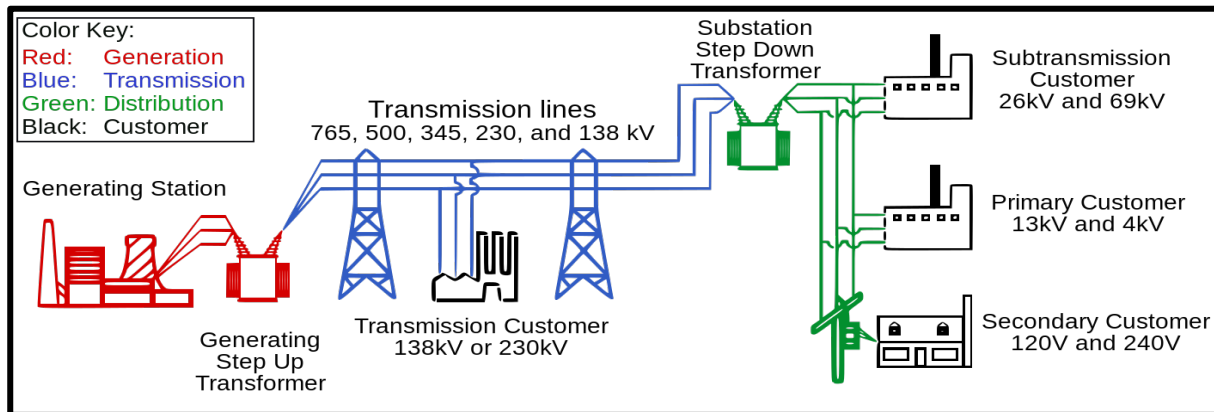 Color Key:
Red: Generation
Blue: Transmission
Green: Distribution
Black: Customer
Generating Station
Generating
Step Up
Transformer
Transmission lines
765, 500, 345, 230, and 138 kV
Transmission Customer
138kV or 230kV
Substation
Step Down
Transformer
Subtransmission
Customer
26kV and 69kV
Primary Customer
13kV and 4kV
Secondary Customer
120V and 240V